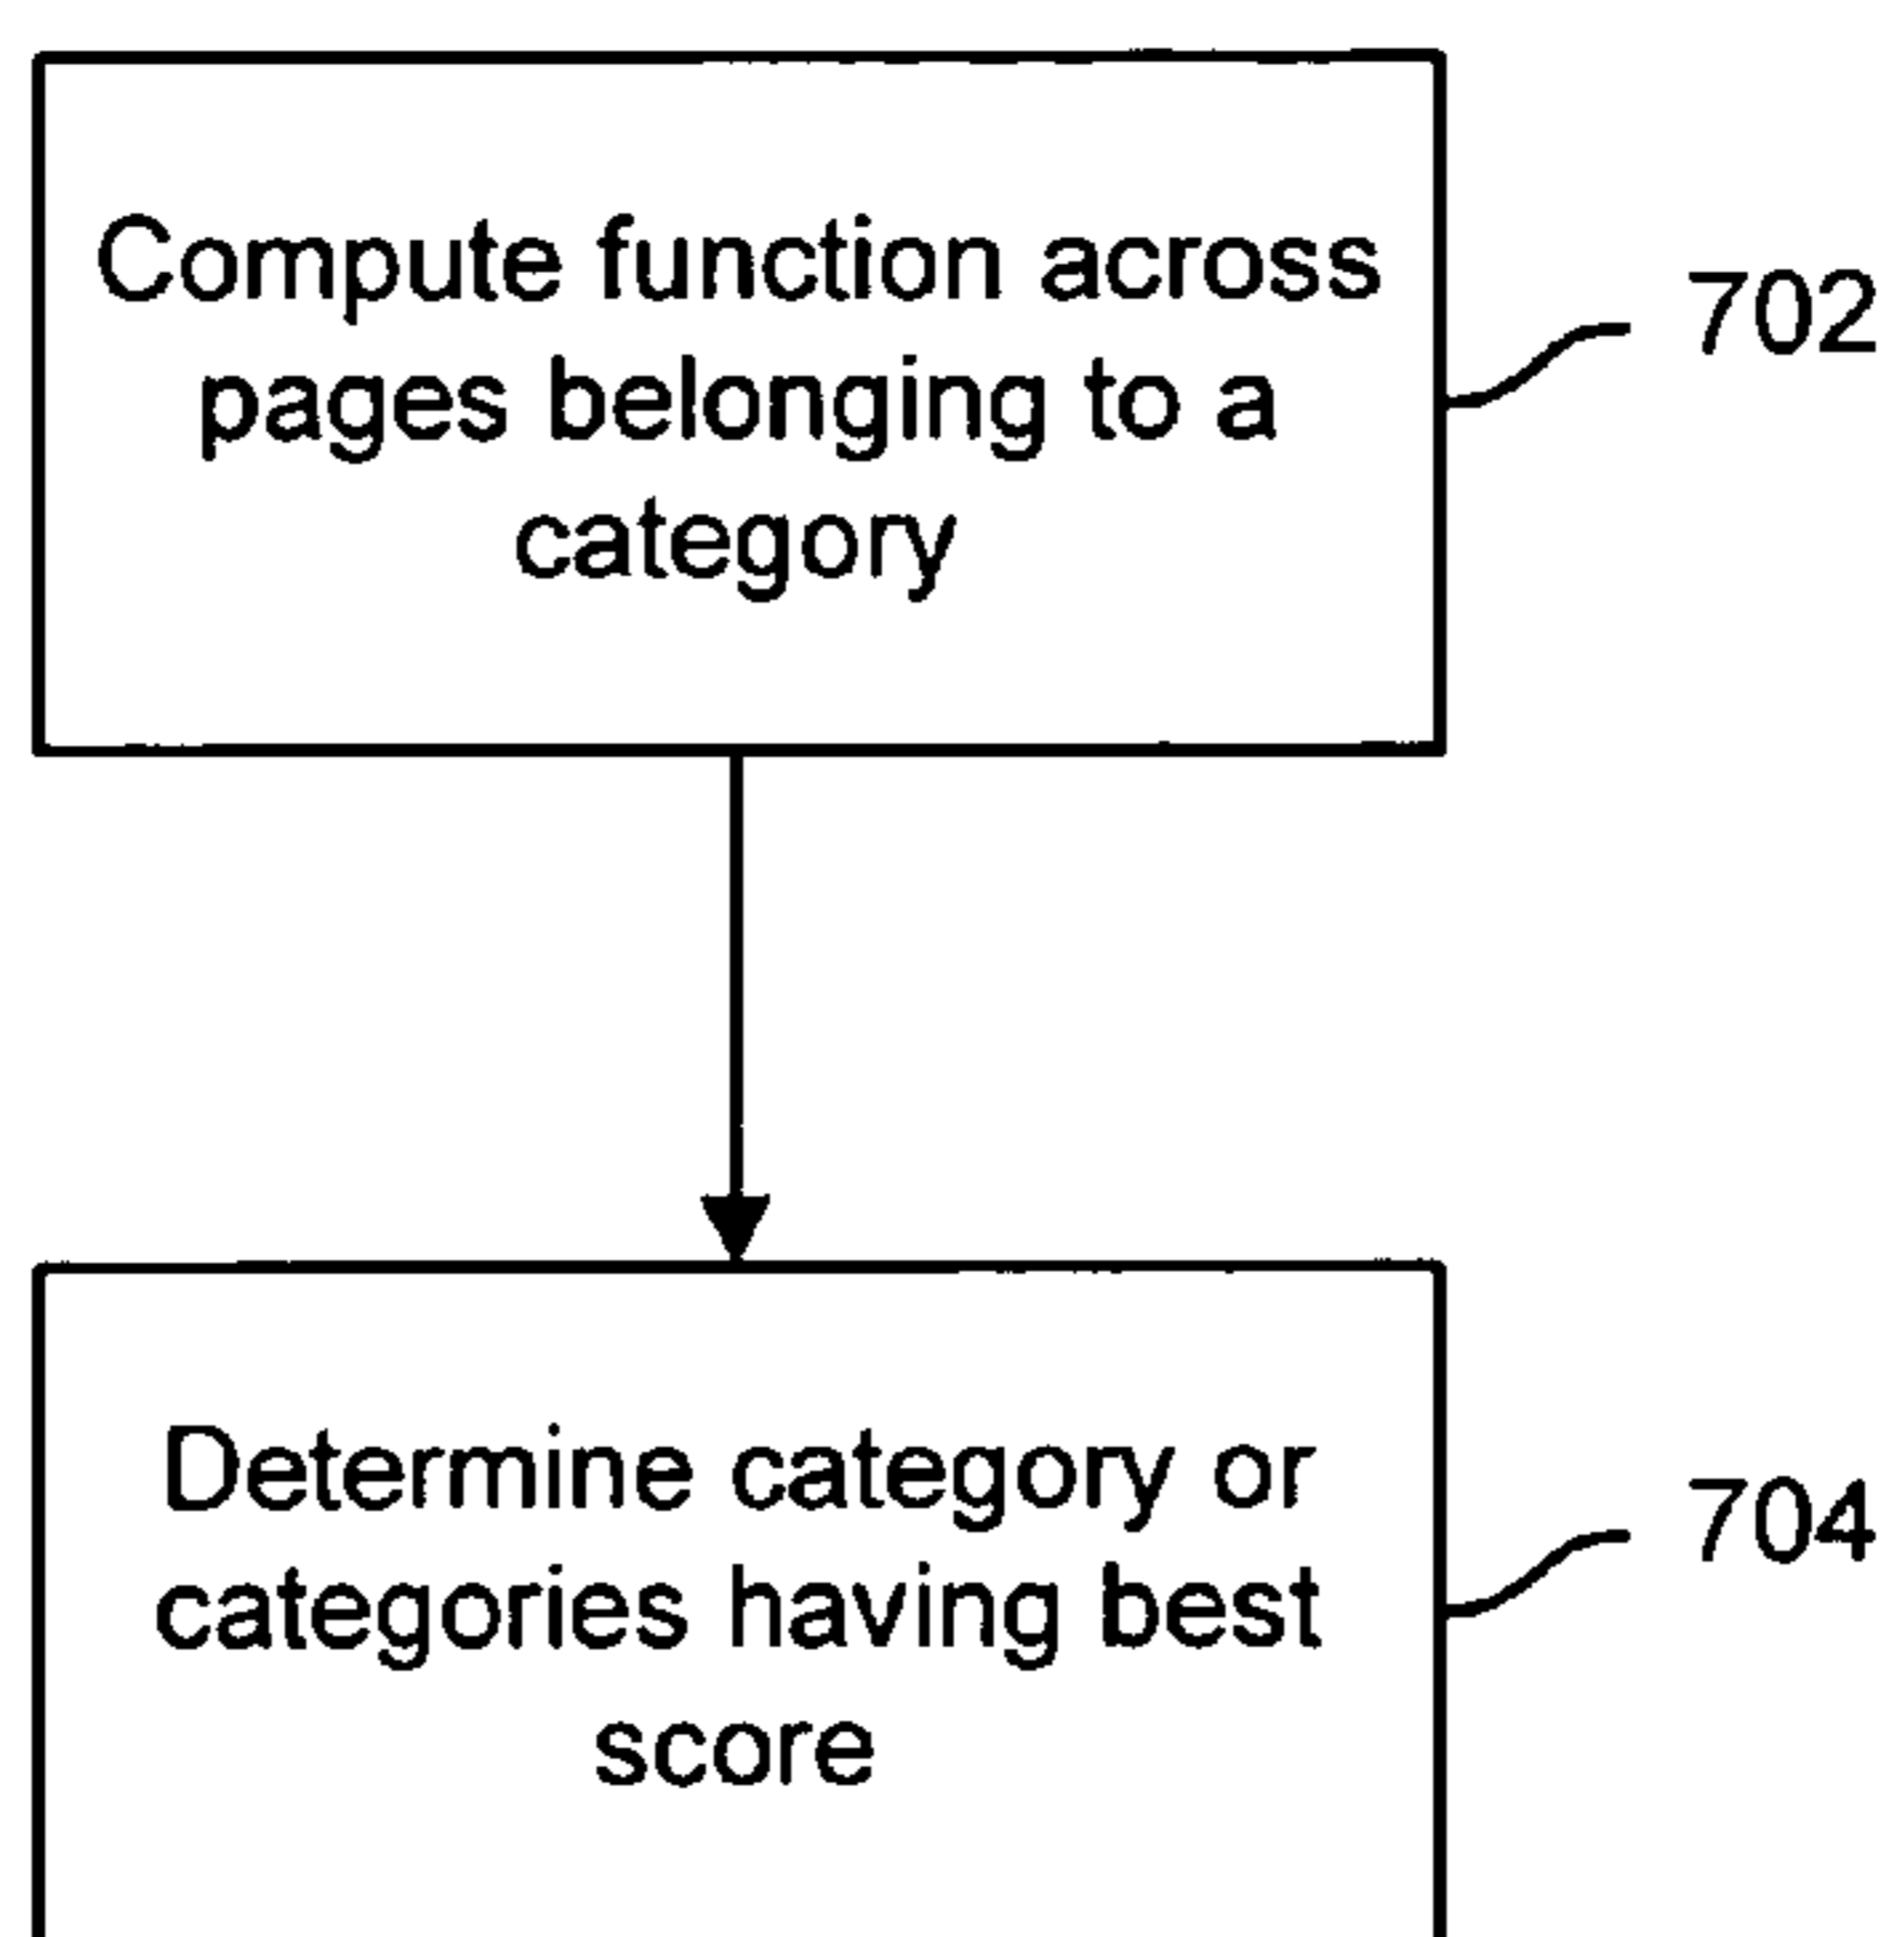 Compute function across
pages belonging to a
category
702
Determine category or
categories having best
score
704